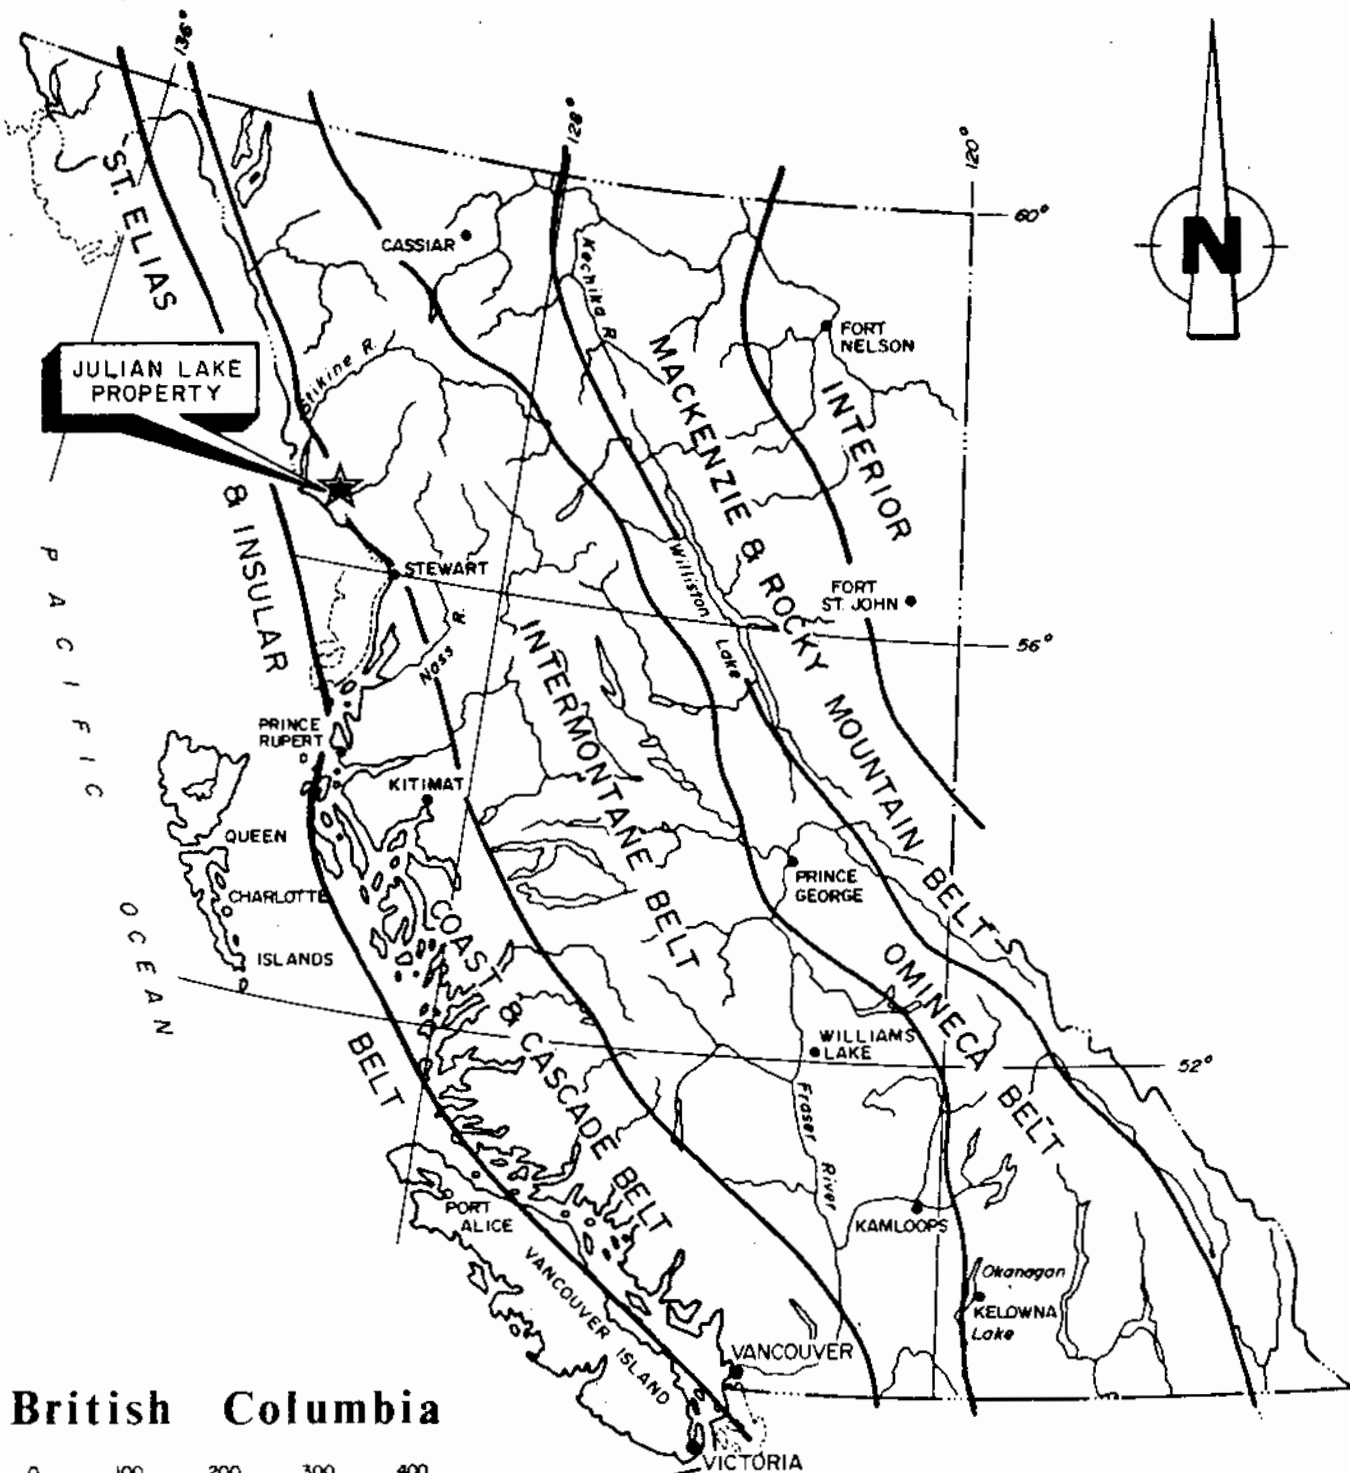 136°
128°
120°
60°
ST. ELIAS
& INSULAR
BELT
CASSIAR
Kechika R.
FORT
NELSON
N
JULIAN LAKE
PROPERTY
Stikine R.
MACKENZIE & ROCKY MOUNTAIN BELT
INTERIOR
STEWART
Williston
Lake
FORT
ST. JOHN
56°
Nass R.
INTERMONTANE BELT
PACIFIC
OCEAN
PRINCE
RUPERT
KITIMAT
QUEEN
CHARLOTTE
ISLANDS
PRINCE
GEORGE
COAST & CASCADE BELT
OMINECA BELT
WILLIAMS
LAKE
52°
Fraser
River
PORT
ALICE
KAMLOOPS
VANCOUVER ISLAND
Okanagan
KELOWNA
Lake
VANCOUVER
British Columbia
VICTORIA
0 100 200 300 400